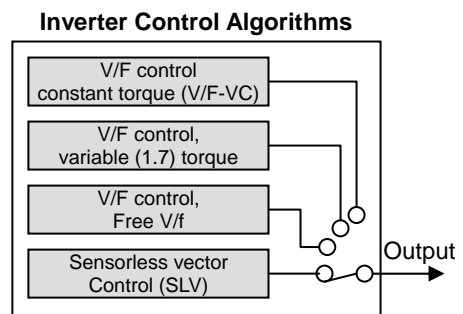 Inverter Control Algorithms
V/F control
constant torque (V/F-VC)
V/F control,
variable (1.7) torque
V/F control,
Free V/f
Sensorless vector
Control (SLV)
Output